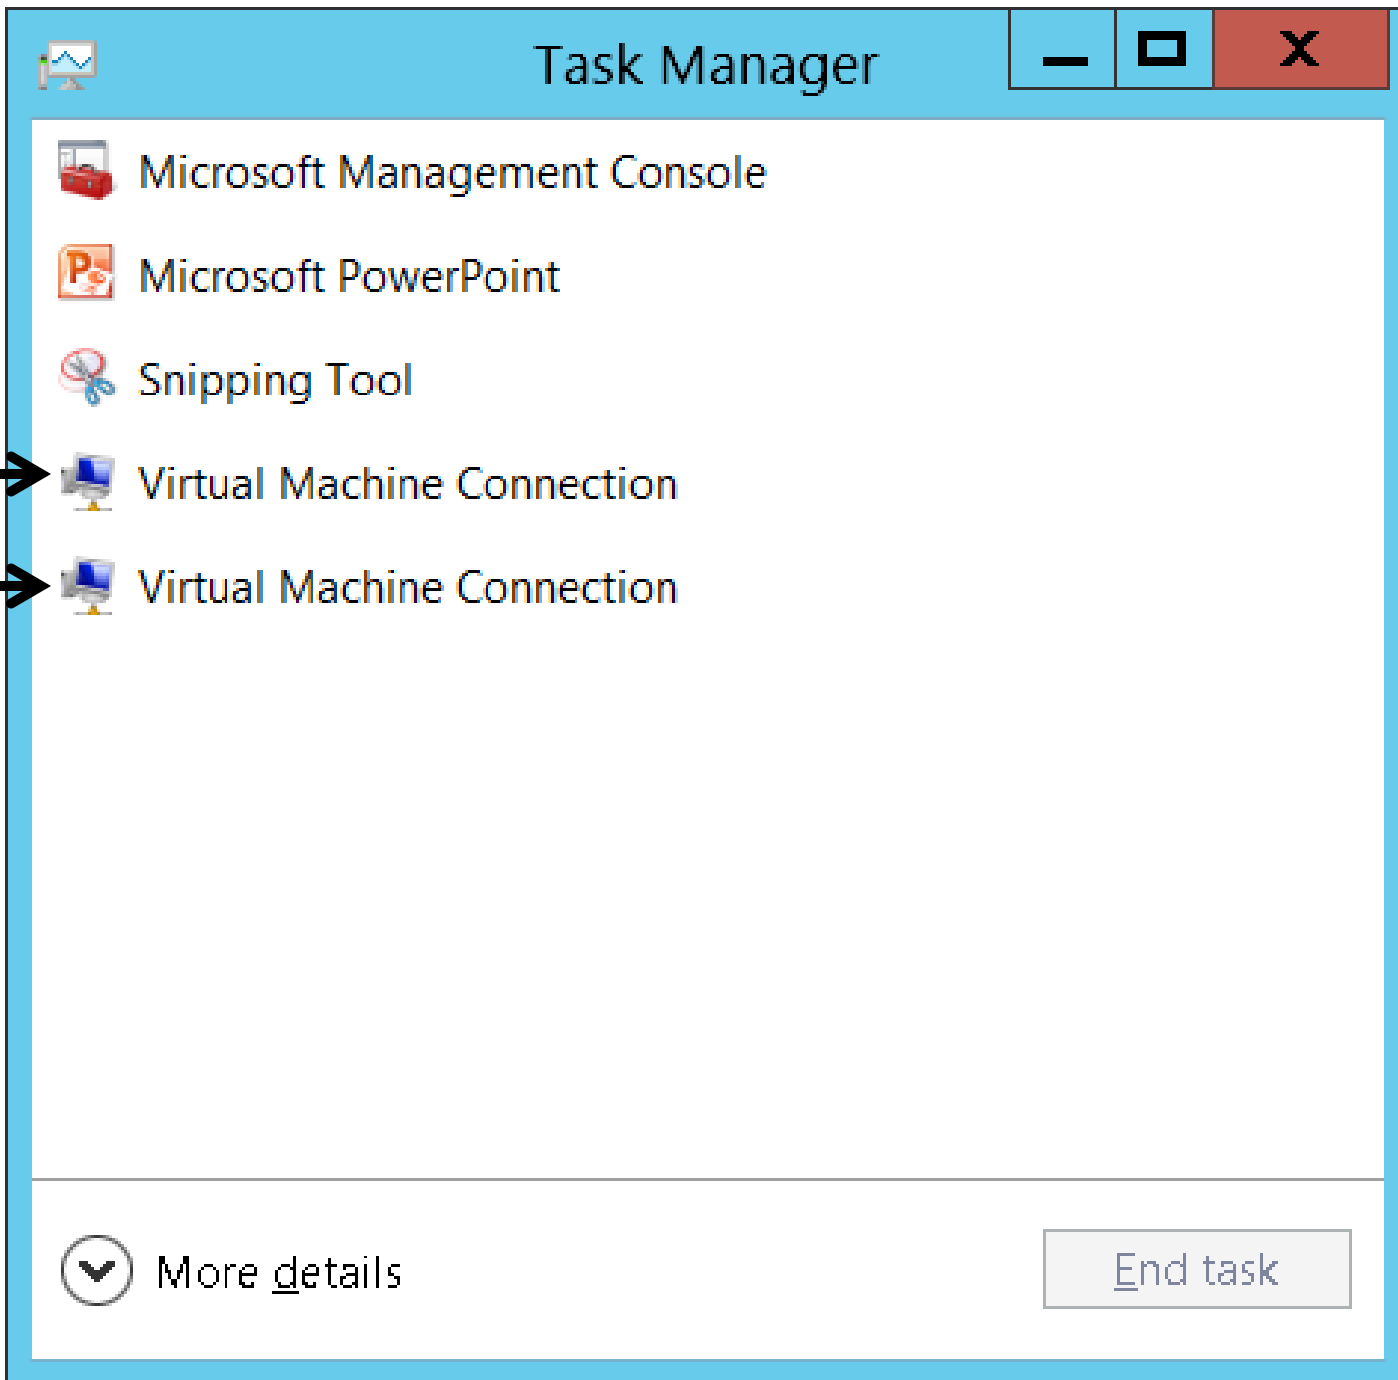 Task Manager
Microsoft Management Console
Microsoft PowerPoint
Snipping Tool
Virtual Machine Connection
Virtual Machine Connection
More details
End task